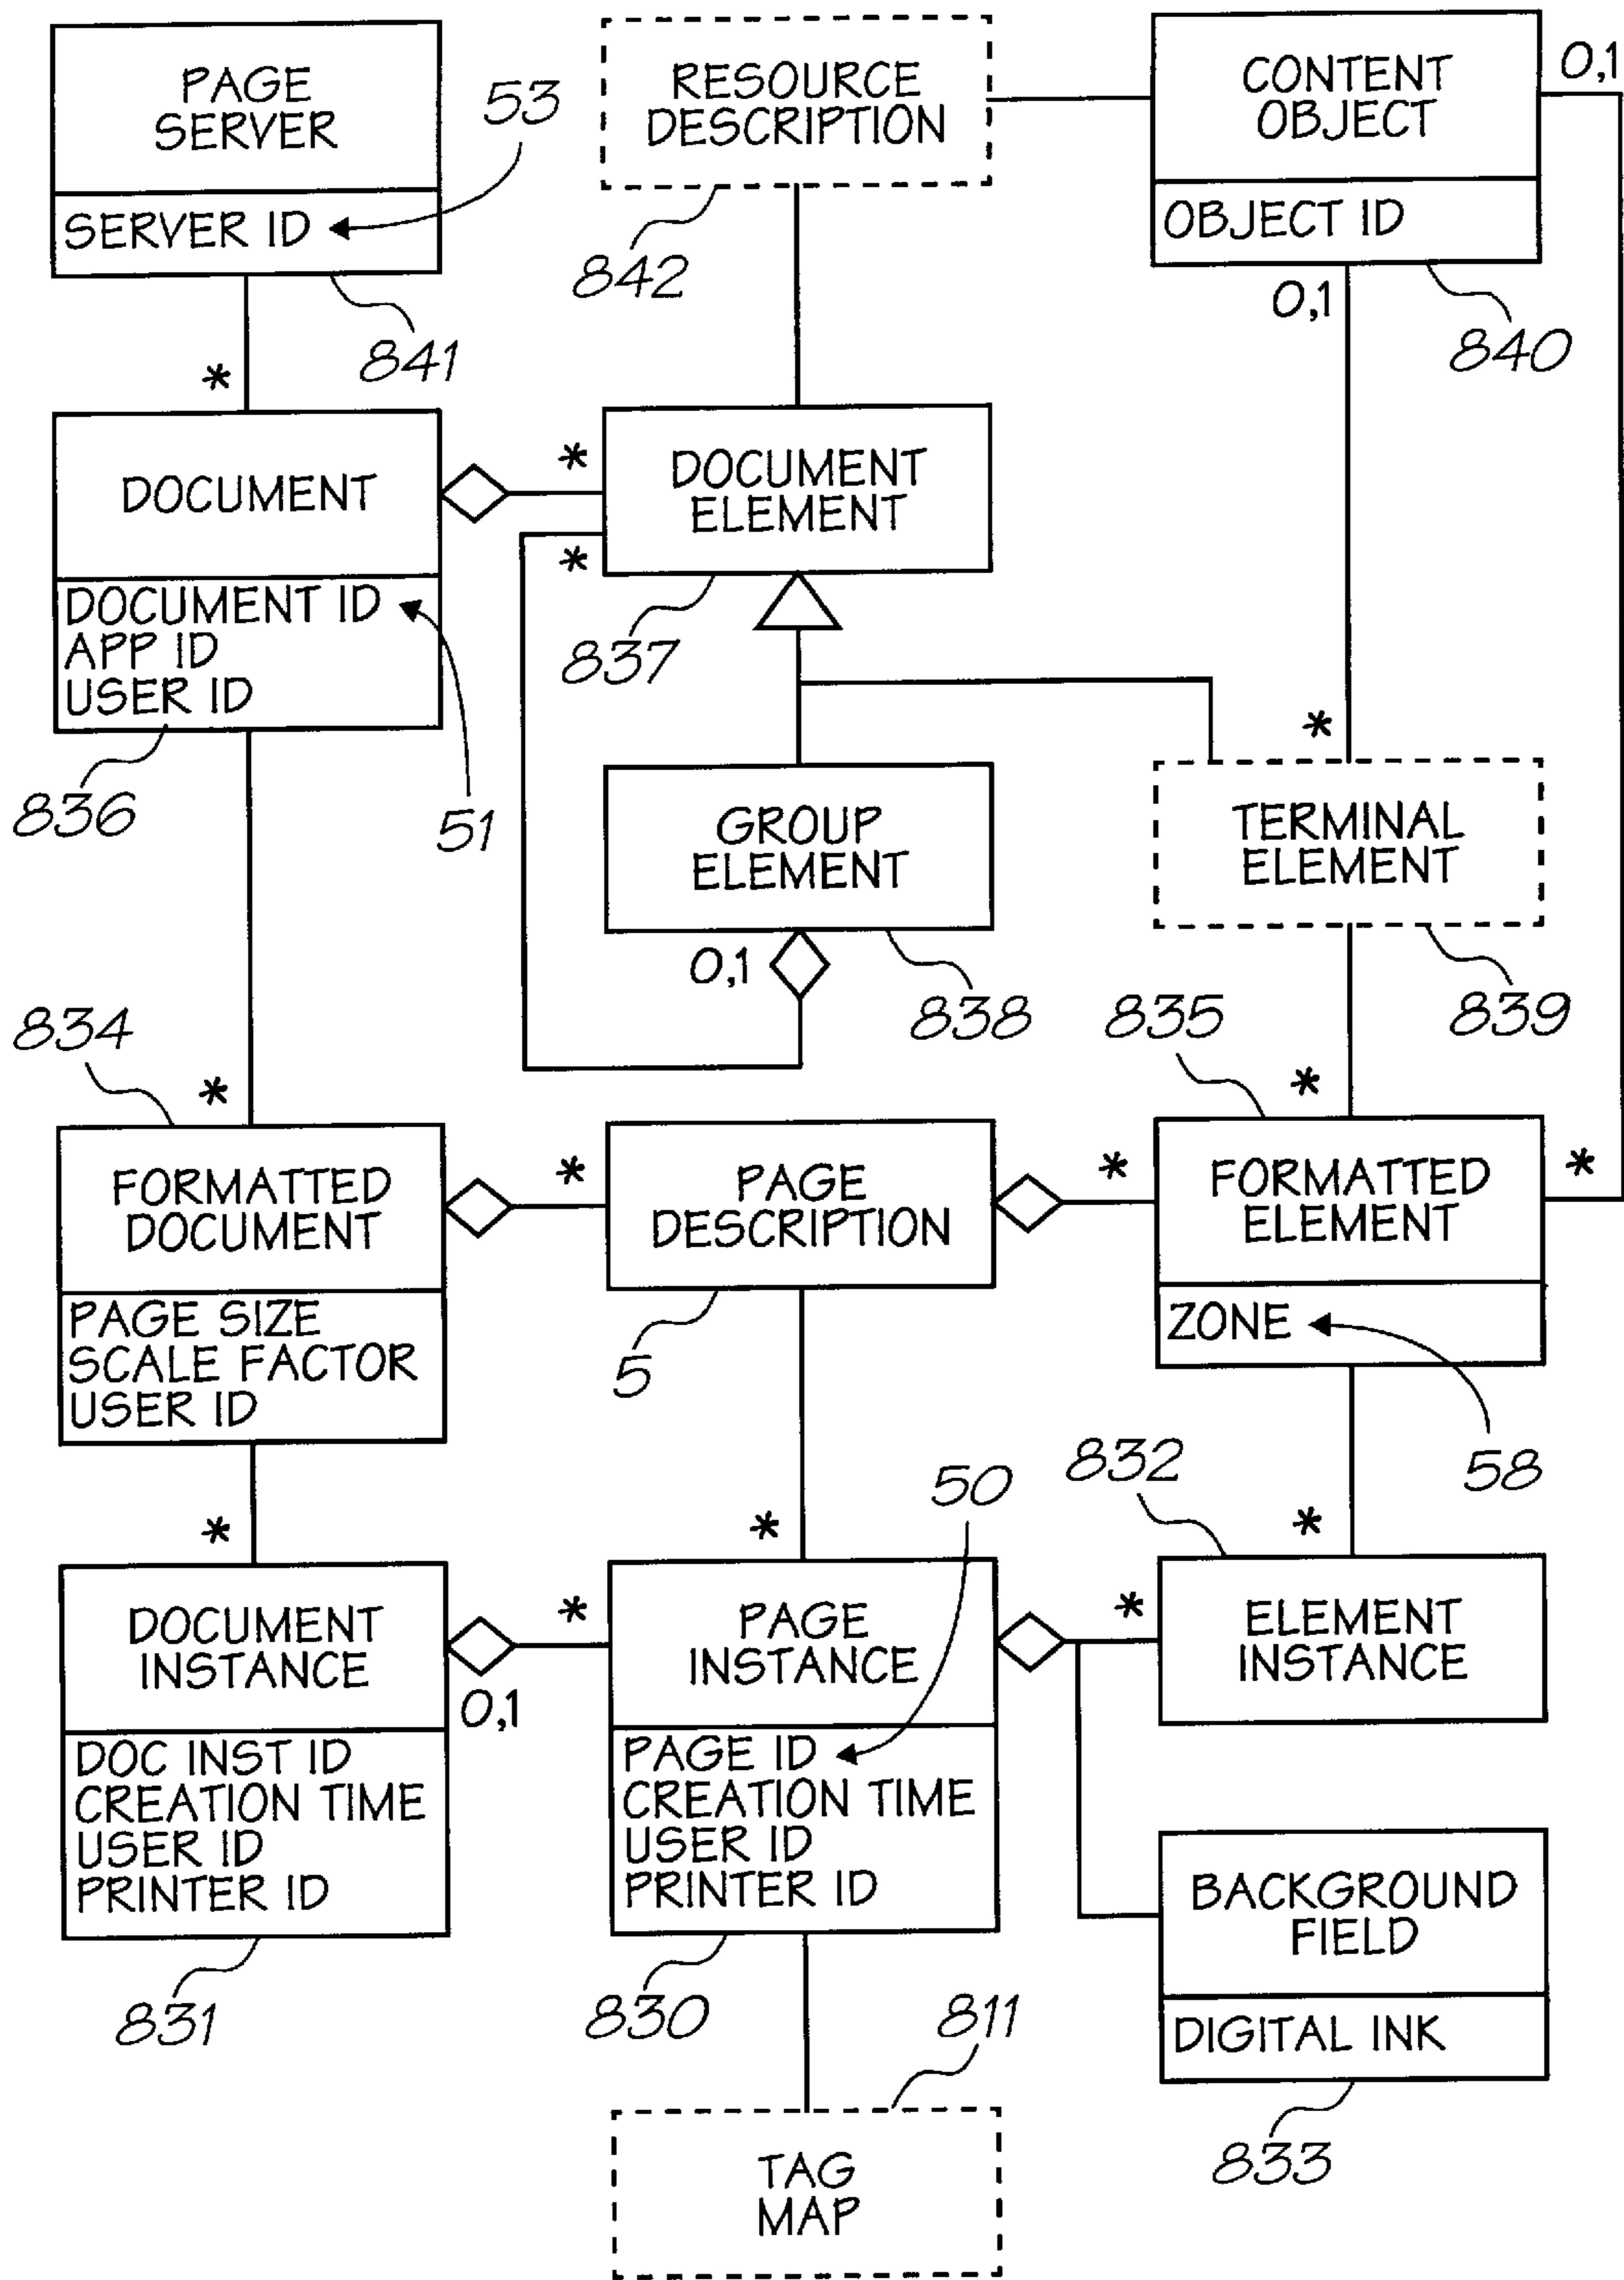 PAGE
SERVER
SERVER ID
53
841
RESOURCE
DESCRIPTION
842
CONTENT
OBJECT
OBJECT ID
0,1
0,1
840
*
DOCUMENT
DOCUMENT ID
APP ID
USER ID
836
51
*
*
DOCUMENT
ELEMENT
837
GROUP
ELEMENT
0,1
838
*
TERMINAL
ELEMENT
839
834
*
FORMATTED
DOCUMENT
PAGE SIZE
SCALE FACTOR
USER ID
*
PAGE
DESCRIPTION
5
835
*
*
FORMATTED
ELEMENT
*
ZONE
58
*
DOCUMENT
INSTANCE
0,1
DOC INST ID
CREATION TIME
USER ID
PRINTER ID
831
*
*
50
PAGE
INSTANCE
PAGE ID
CREATION TIME
USER ID
PRINTER ID
830
832
*
*
ELEMENT
INSTANCE
BACKGROUND
FIELD
DIGITAL INK
833
811
TAG
MAP